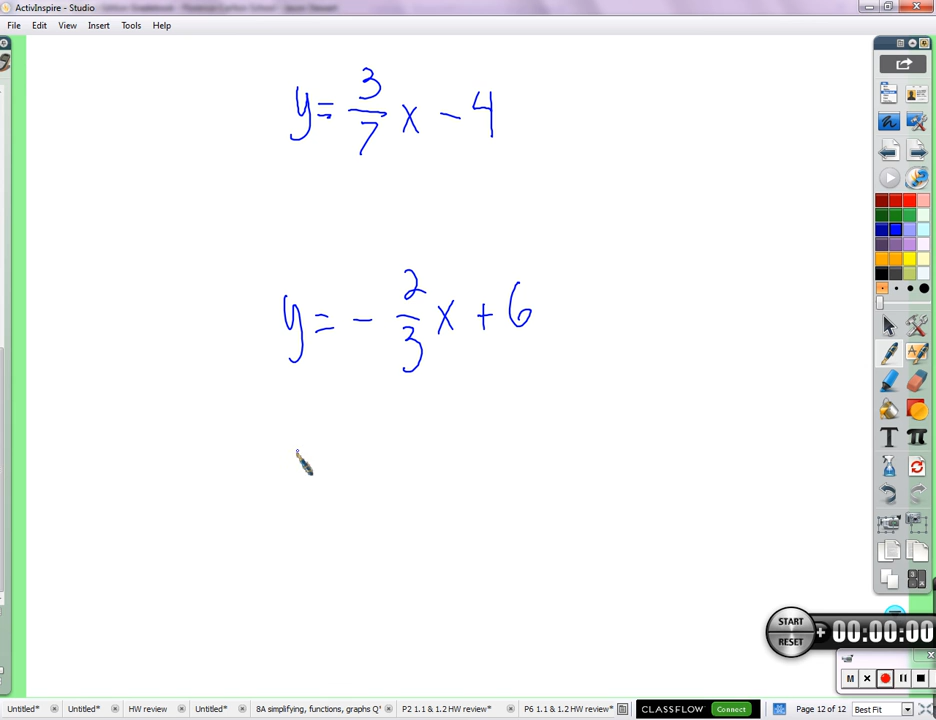 ActivInspire - Studio
File Edit View Insert Tools Help
y = 3/7 x - 4
y = - 2/3 x + 6
START
RESET
+ 00:00:00
M
Untitled* Untitled* HW review Untitled* 8A simplifying, functions, graphs Q' P2 1.1 & 1.2 HW review* P6 1.1 & 1.2 HW review* CLASSFLOW Connect Page 12 of 12 Best Fit